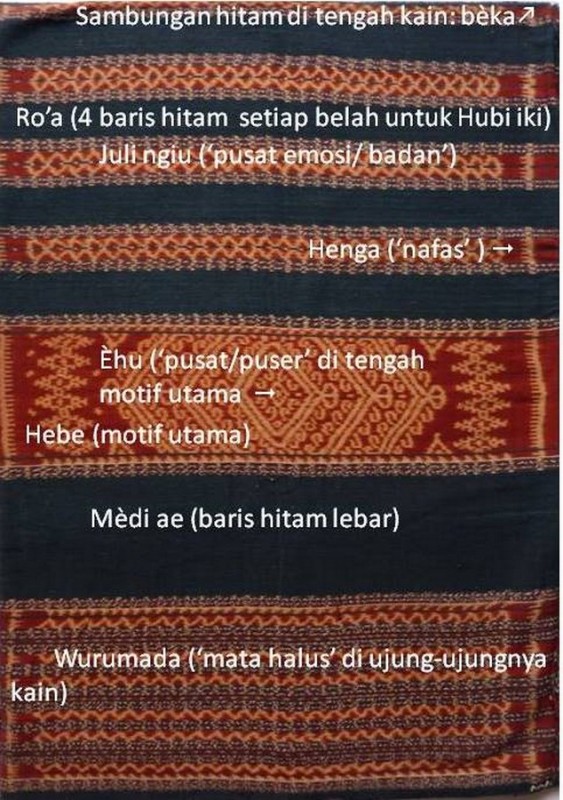 Sambungan hitam di tengah kain: bèka↗
Ro’a (4 baris hitam setiap belah untuk Hubi iki)
Juli ngiu (‘pusat emosi/ badan’)
Henga (‘nafas’ ) →
Èhu (‘pusat/puser’ di tengah
motif utama →
Hebe (motif utama)
Mèdi ae (baris hitam lebar)
Wurumada (‘mata halus’ di ujung-ujungnya
kain)